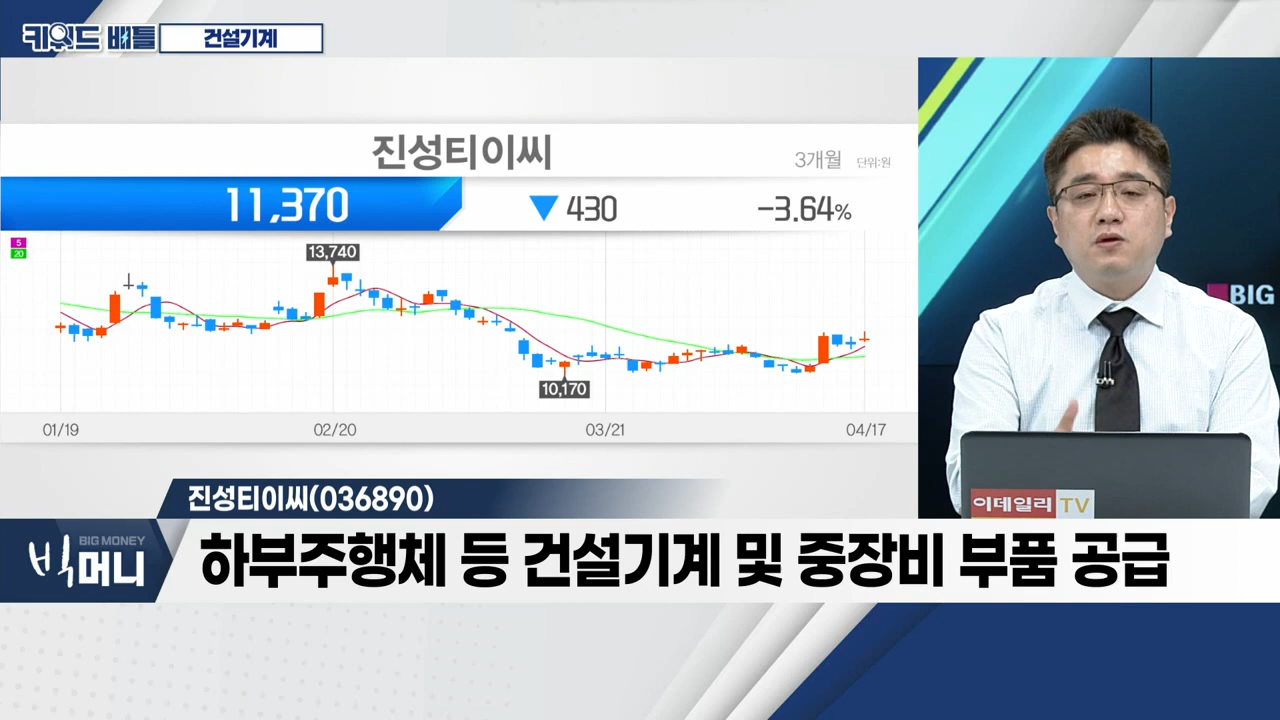 키워드 배틀 건설기계
진성티이씨
3개월 단위:원
11,370 ▼430 -3.64%
5
20
13,740
10,170
01/19 02/20 03/21 04/17
BIG
이데일리 TV
진성티이씨(036890)
BIG MONEY
빅머니
하부주행체 등 건설기계 및 중장비 부품 공급